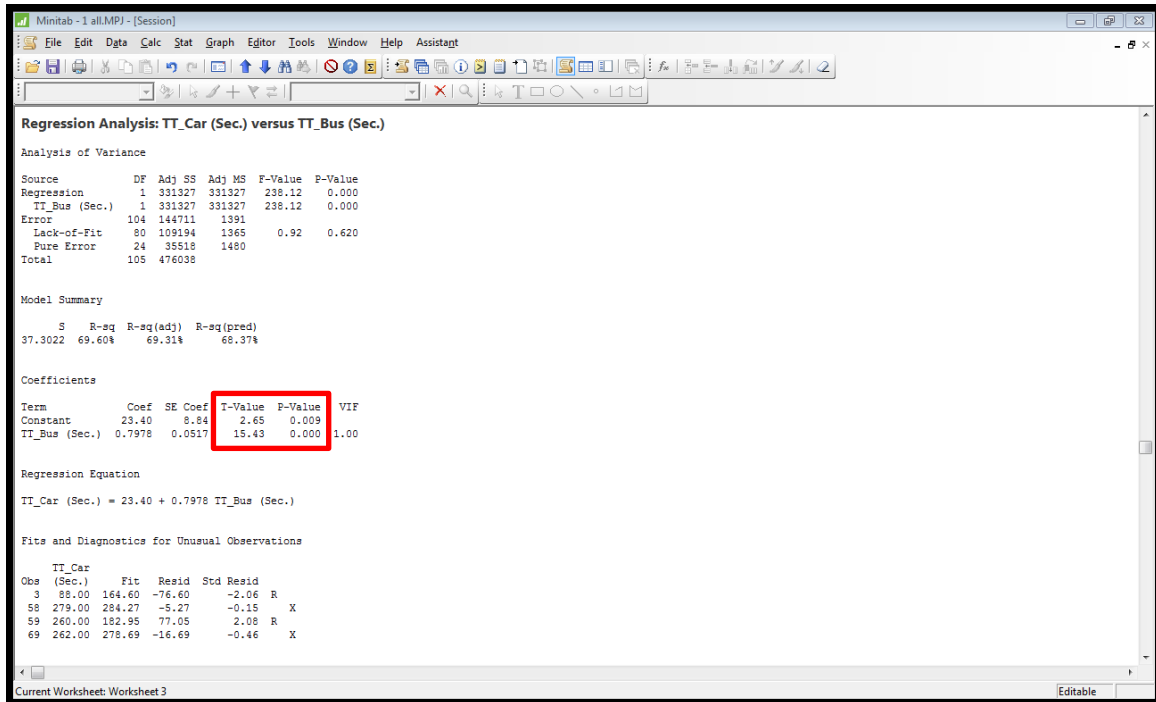 Minitab - 1 all.MPJ - [Session]
File Edit Data Calc Stat Graph Editor Tools Window Help Assistant
Regression Analysis: TT_Car (Sec.) versus TT_Bus (Sec.)
Analysis of Variance
Source DF Adj SS Adj MS F-Value P-Value
Regression 1 331327 331327 238.12 0.000
TT_Bus (Sec.) 1 331327 331327 238.12 0.000
Error 104 144711 1391
Lack-of-Fit 80 109194 1365 0.92 0.620
Pure Error 24 35518 1480
Total 105 476038
Model Summary
S R-sq R-sq(adj) R-sq(pred)
37.3022 69.60% 69.31% 68.37%
Coefficients
Term Coef SE Coef T-Value P-Value VIF
Constant 23.40 8.84 2.65 0.009
TT_Bus (Sec.) 0.7978 0.0517 15.43 0.000 1.00
Regression Equation
TT_Car (Sec.) = 23.40 + 0.7978 TT_Bus (Sec.)
Fits and Diagnostics for Unusual Observations
TT_Car
Obs (Sec.) Fit Resid Std Resid
3 88.00 164.60 -76.60 -2.06 R
58 279.00 284.27 -5.27 -0.15 X
59 260.00 182.95 77.05 2.08 R
69 262.00 278.69 -16.69 -0.46 X
Current Worksheet: Worksheet 3 Editable